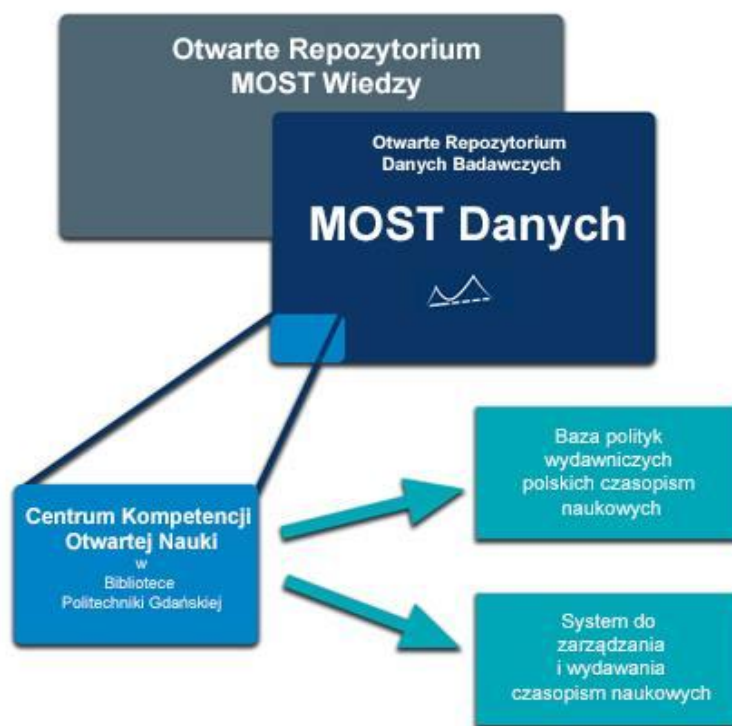 Otwarte Repozytorium
MOST Wiedzy
Otwarte Repozytorium
Danych Badawczych
MOST Danych
Centrum Kompetencji
Otwartej Nauki
w
Bibliotece
Politechniki Gdańskiej
Baza polityk
wydawniczych
polskich czasopism
naukowych
System do
zarządzania
i wydawania
czasopism naukowych